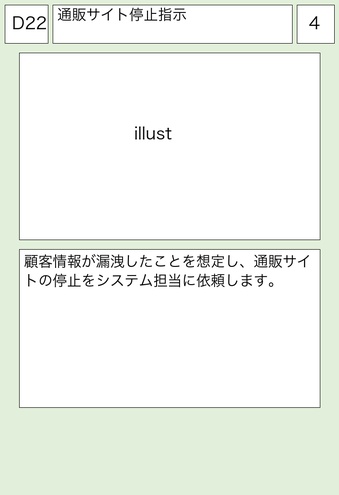 D22
通販サイト停止指示
4
illust
顧客情報が漏洩したことを想定し、通販サイ
トの停止をシステム担当に依頼します。